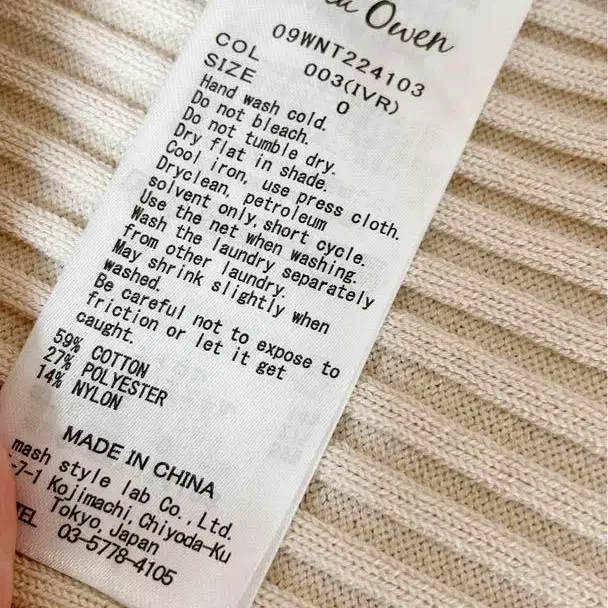 Owen
09WNT224103
COL 003(IVR)
SIZE 0
Hand wash cold.
Do not bleach.
Do not tumble dry.
Dry flat in shade.
Cool iron, use press cloth.
Dryclean, petroleum
solvent only,short cycle.
Use the net when washing.
Wash the laundry separately
from other laundry.
May shrink slightly when
washed.
Be careful not to expose to
friction or let it get
caught.
59% COTTON
27% POLYESTER
14% NYLON
MADE IN CHINA
mash style lab Co., Ltd.
-7-1 Kojimachi,Chiyoda-Ku
Tokyo,Japan
TEL 03-5778-4105